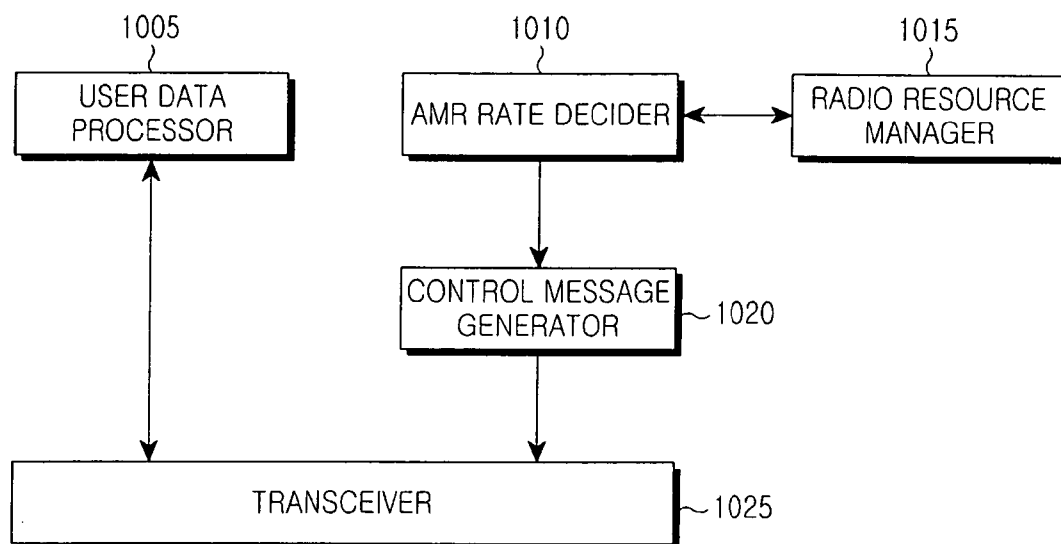 1005
1010
1015
USER DATA
PROCESSOR
AMR RATE DECIDER
RADIO RESOURCE
MANAGER
CONTROL MESSAGE
GENERATOR
1020
TRANSCEIVER
1025